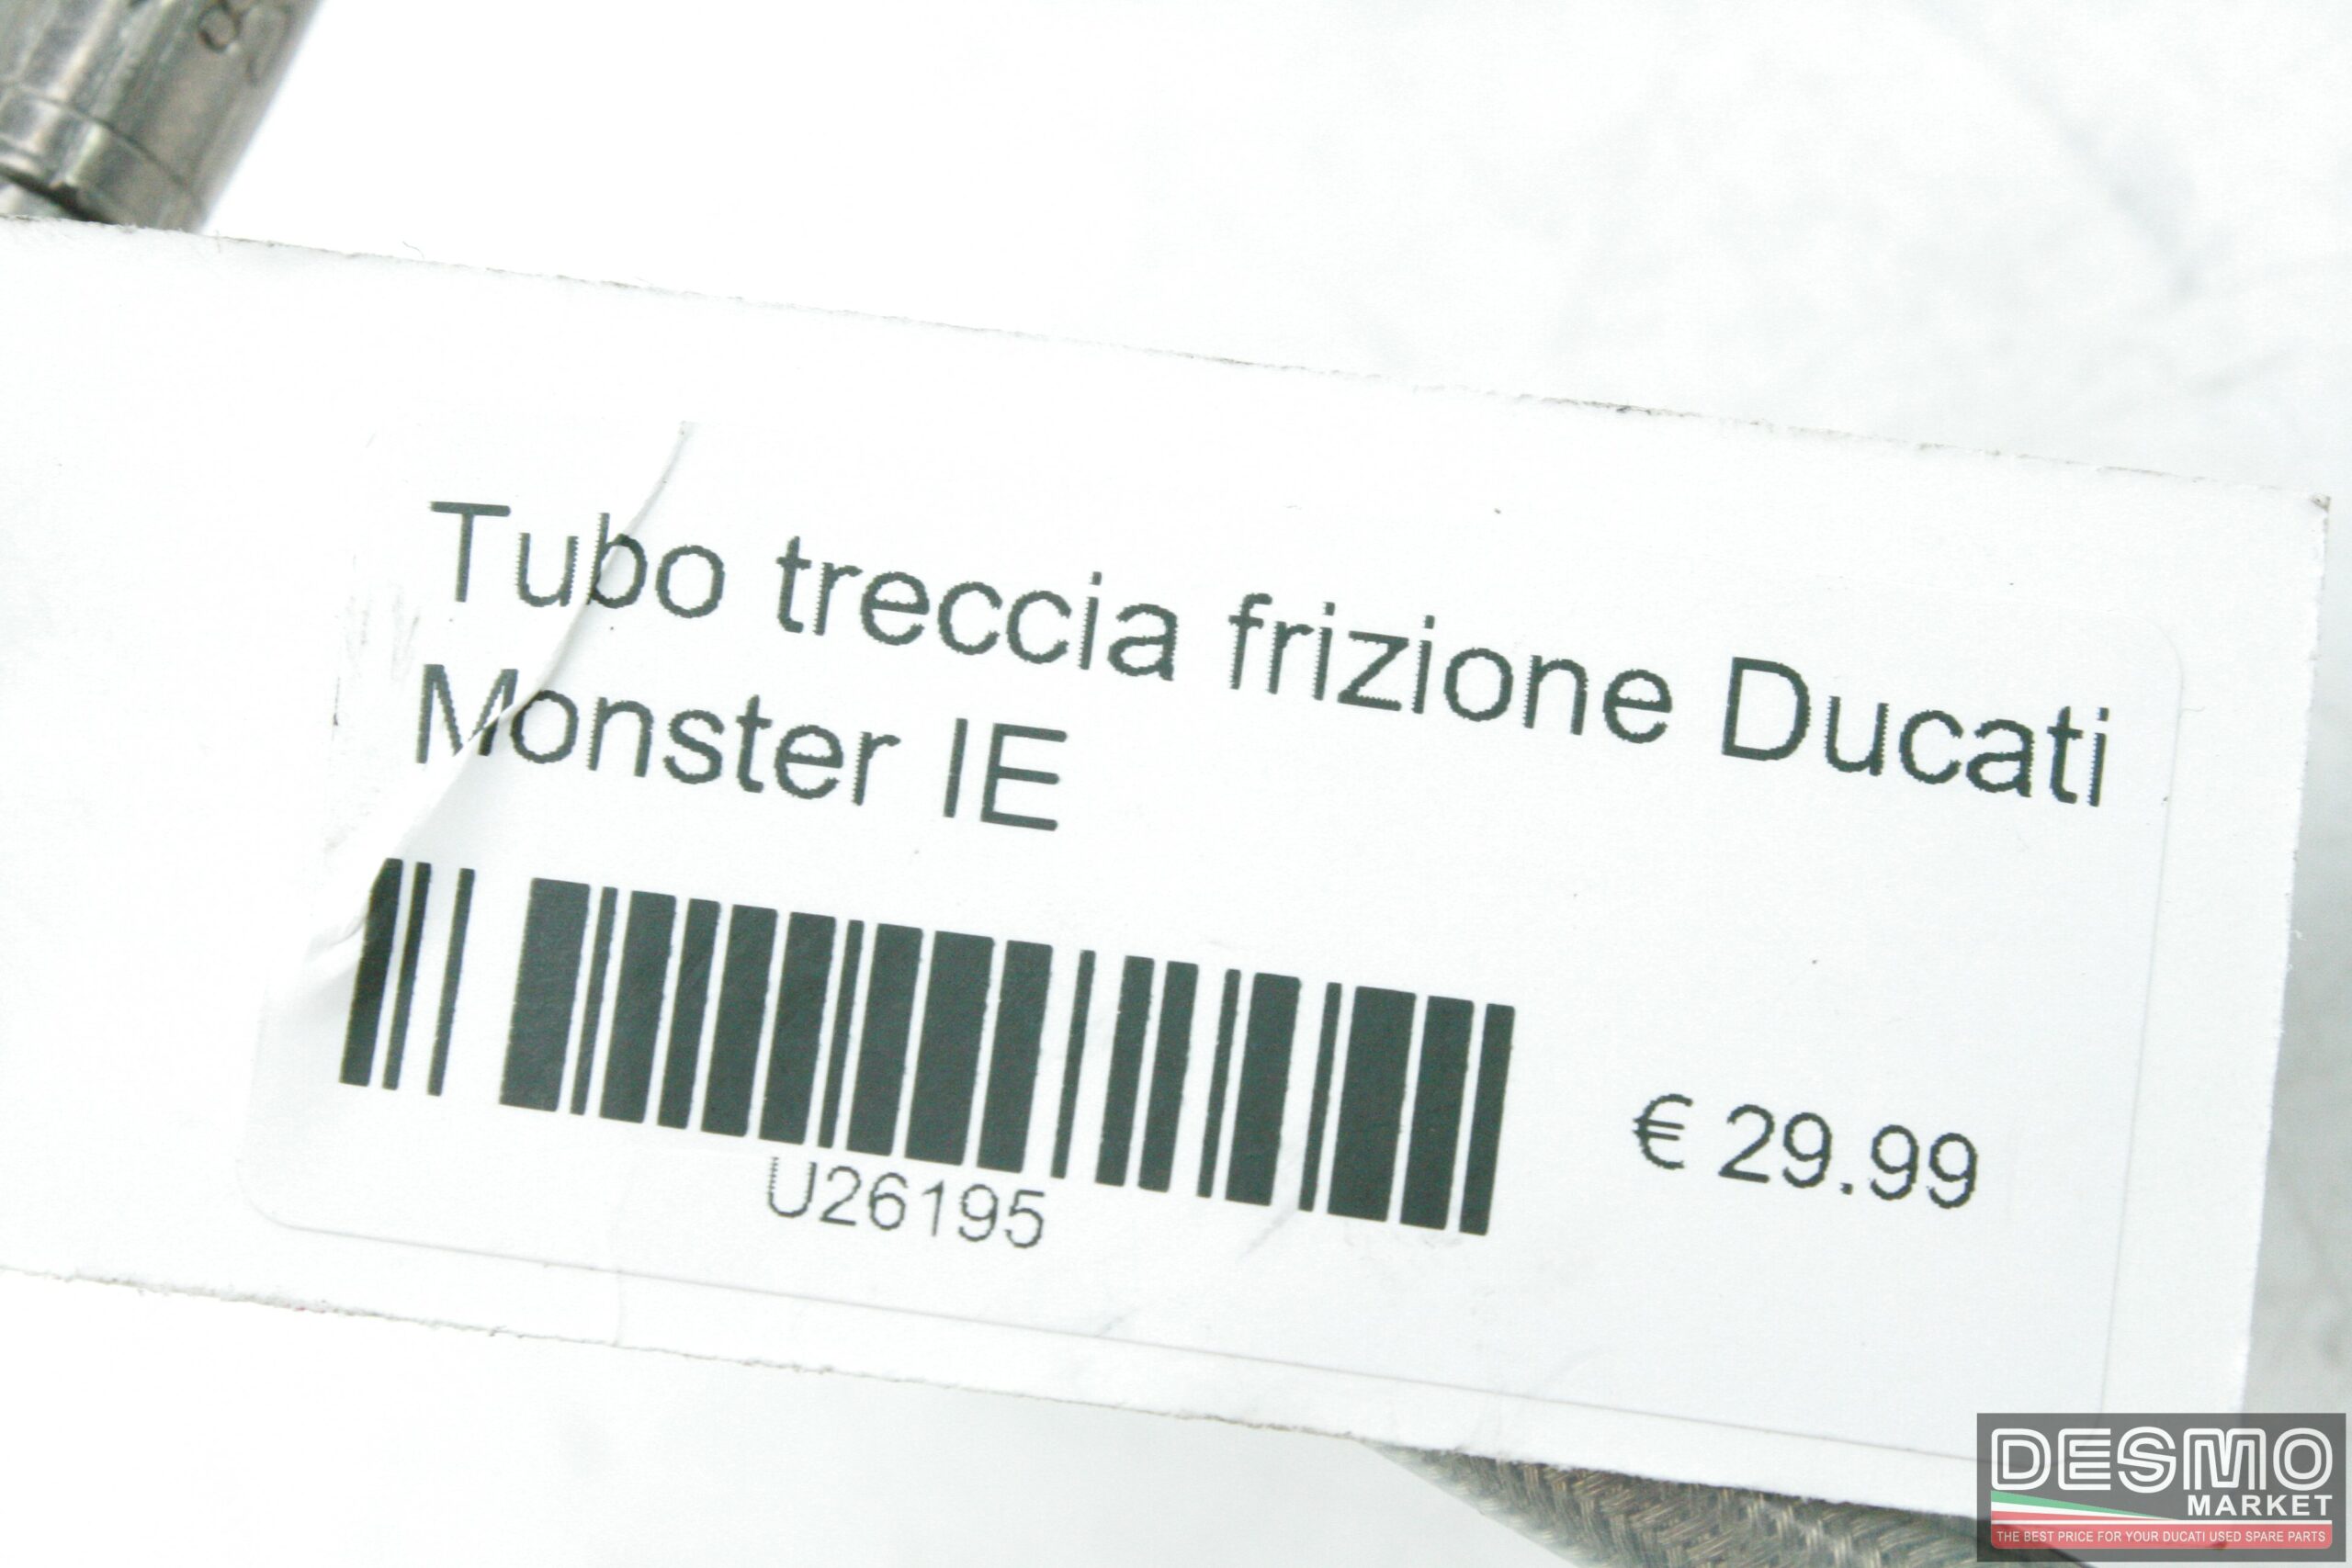 Tubo treccia frizione Ducati
Monster IE
€ 29.99
U26195
DESMO
MARKET
THE BEST PRICE FOR YOUR DUCATI USED SPARE PARTS